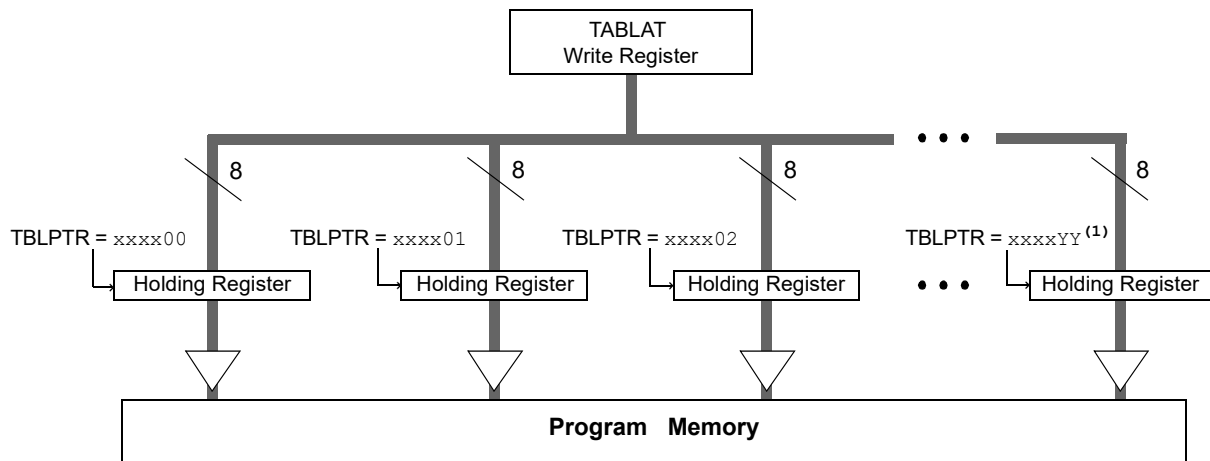 TABLAT
Write Register
8 8 8 8
TBLPTR = xxxx00 TBLPTR = xxxx01 TBLPTR = xxxx02 TBLPTR = xxxxYY(1)
Holding Register Holding Register Holding Register Holding Register
Program Memory